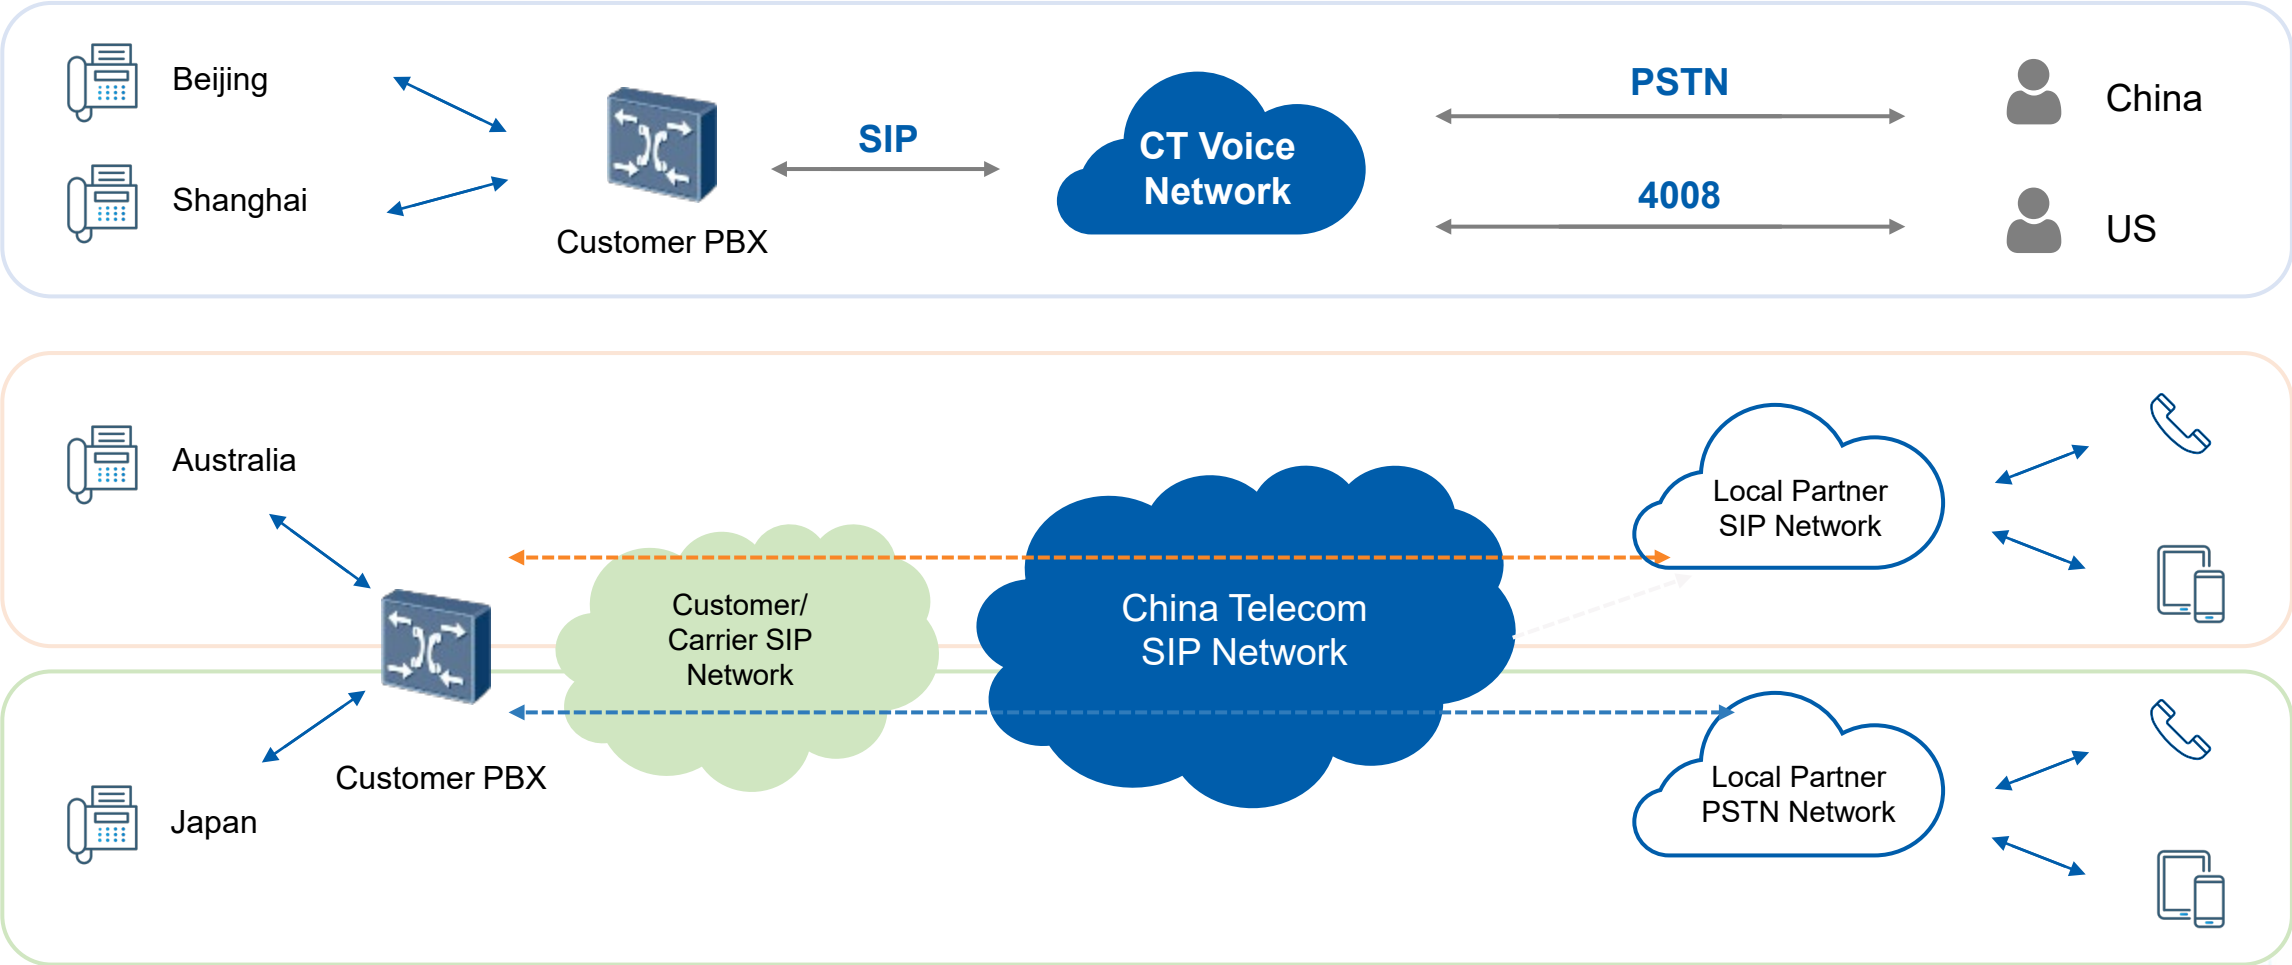 Beijing
Shanghai
Customer PBX
SIP
CT Voice
Network
PSTN
4008
China
US
Australia
Customer/
Carrier SIP
Network
China Telecom
SIP Network
Local Partner
SIP Network
Customer PBX
Japan
Local Partner
PSTN Network